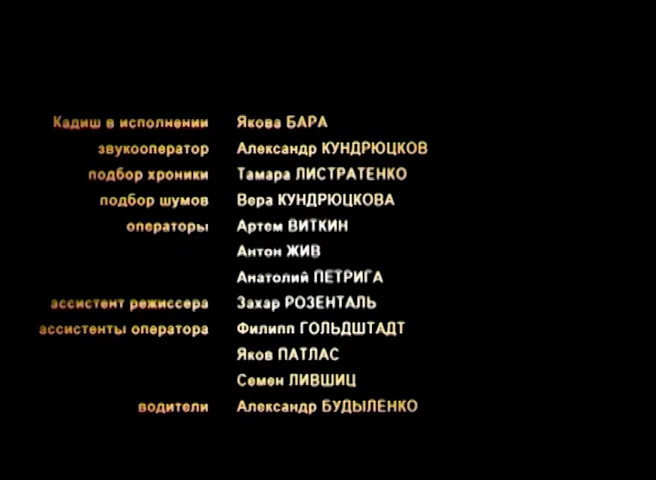 Кадиш в исполнении Якова БАРА
звукооператор Александр КУНДРЮЦКОВ
подбор хроники Тамара ЛИСТРАТЕНКО
подбор шумов Вера КУНДРЮЦКОВА
операторы Артем ВИТКИН
Антон ЖИВ
Анатолий ПЕТРИГА
ассистент режиссера Захар РОЗЕНТАЛЬ
ассистенты оператора Филипп ГОЛЬДШТАДТ
Яков ПАТЛАС
Семен ЛИВШИЦ
водители Александр БУДЫЛЕНКО